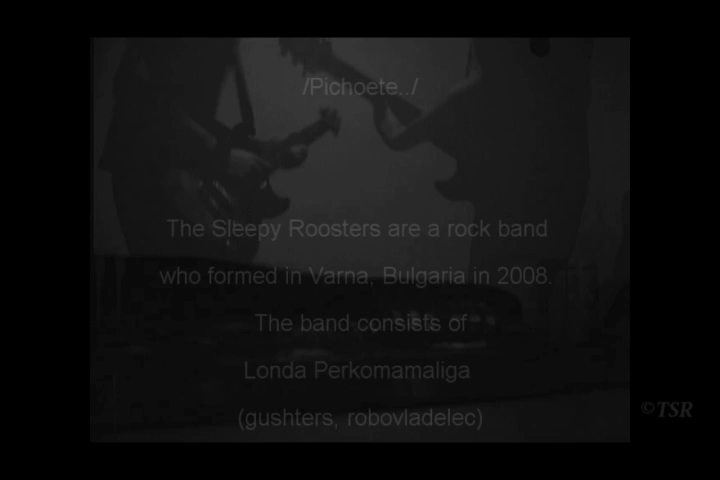 /Pichoete../
The Sleepy Roosters are a rock band
who formed in Varna, Bulgaria in 2008.
The band consists of
Londa Perkomamaliga
(gushters, robovladelec)
©TSR